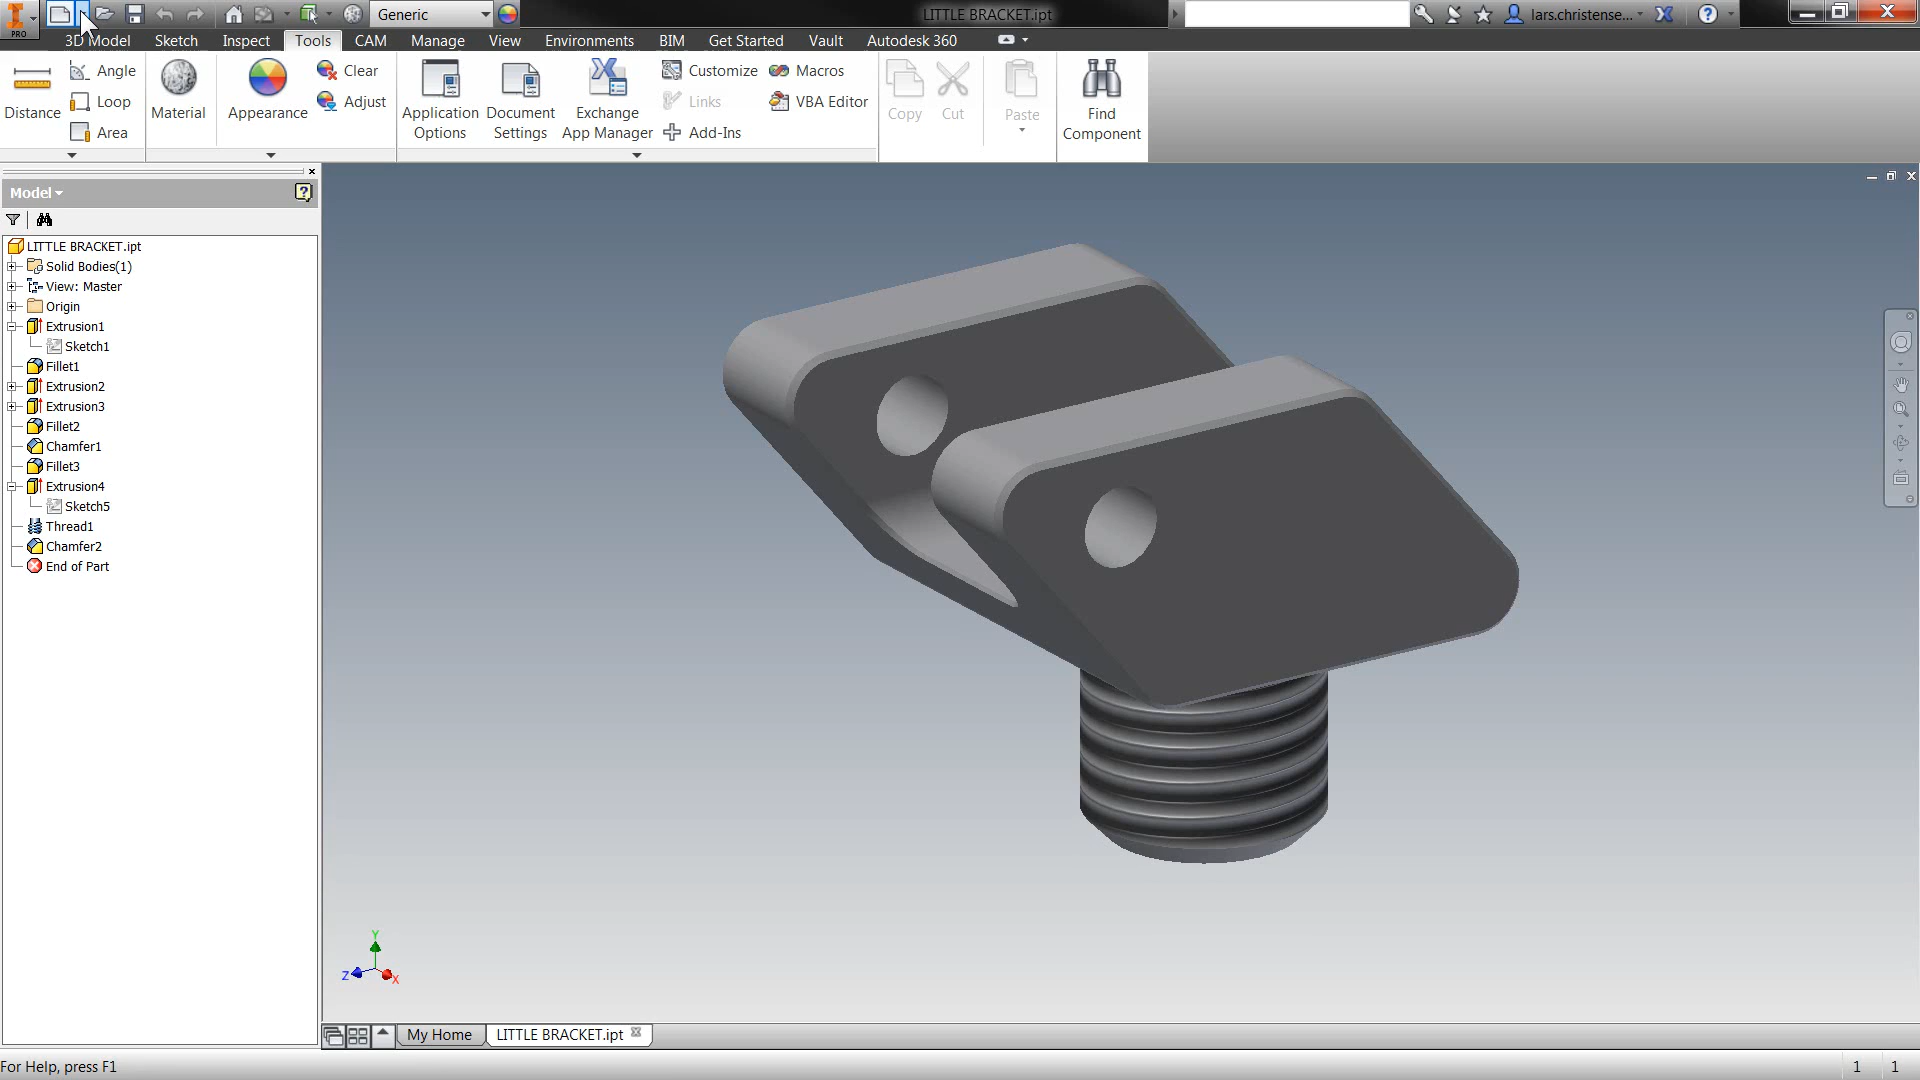 PRO
Generic
LITTLE BRACKET.ipt
lars.christense...
3D Model Sketch Inspect Tools CAM Manage View Environments BIM Get Started Vault Autodesk 360
Distance
Angle
Loop
Area
Material
Appearance
Clear
Adjust
Application
Options
Document
Settings
Exchange
App Manager
Customize
Links
Add-Ins
Macros
VBA Editor
Copy
Cut
Paste
Find
Component
Model
LITTLE BRACKET.ipt
Solid Bodies(1)
View: Master
Origin
Extrusion1
Sketch1
Fillet1
Extrusion2
Extrusion3
Fillet2
Chamfer1
Fillet3
Extrusion4
Sketch5
Thread1
Chamfer2
End of Part
Y
Z
X
My Home
LITTLE BRACKET.ipt
For Help, press F1
1 1